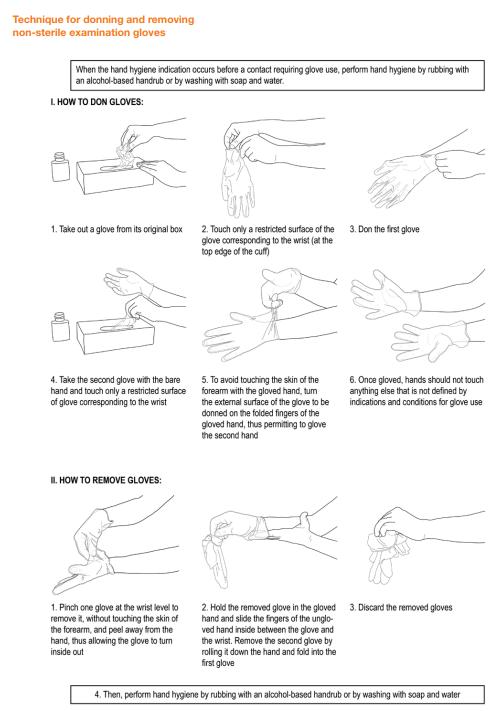 Technique for donning and removing
non-sterile examination gloves
When the hand hygiene indication occurs before a contact requiring glove use, perform hand hygiene by rubbing with
an alcohol-based handrub or by washing with soap and water.
I. HOW TO DON GLOVES:
1. Take out a glove from its original box
2. Touch only a restricted surface of the
glove corresponding to the wrist (at the
top edge of the cuff)
3. Don the first glove
4. Take the second glove with the bare
hand and touch only a restricted surface
of glove corresponding to the wrist
5. To avoid touching the skin of the
forearm with the gloved hand, turn
the external surface of the glove to be
donned on the folded fingers of the
gloved hand, thus permitting to glove
the second hand
6. Once gloved, hands should not touch
anything else that is not defined by
indications and conditions for glove use
II. HOW TO REMOVE GLOVES:
1. Pinch one glove at the wrist level to
remove it, without touching the skin of
the forearm, and peel away from the
hand, thus allowing the glove to turn
inside out
2. Hold the removed glove in the gloved
hand and slide the fingers of the unglo-
ved hand inside between the glove and
the wrist. Remove the second glove by
rolling it down the hand and fold into the
first glove
3. Discard the removed gloves
4. Then, perform hand hygiene by rubbing with an alcohol-based handrub or by washing with soap and water